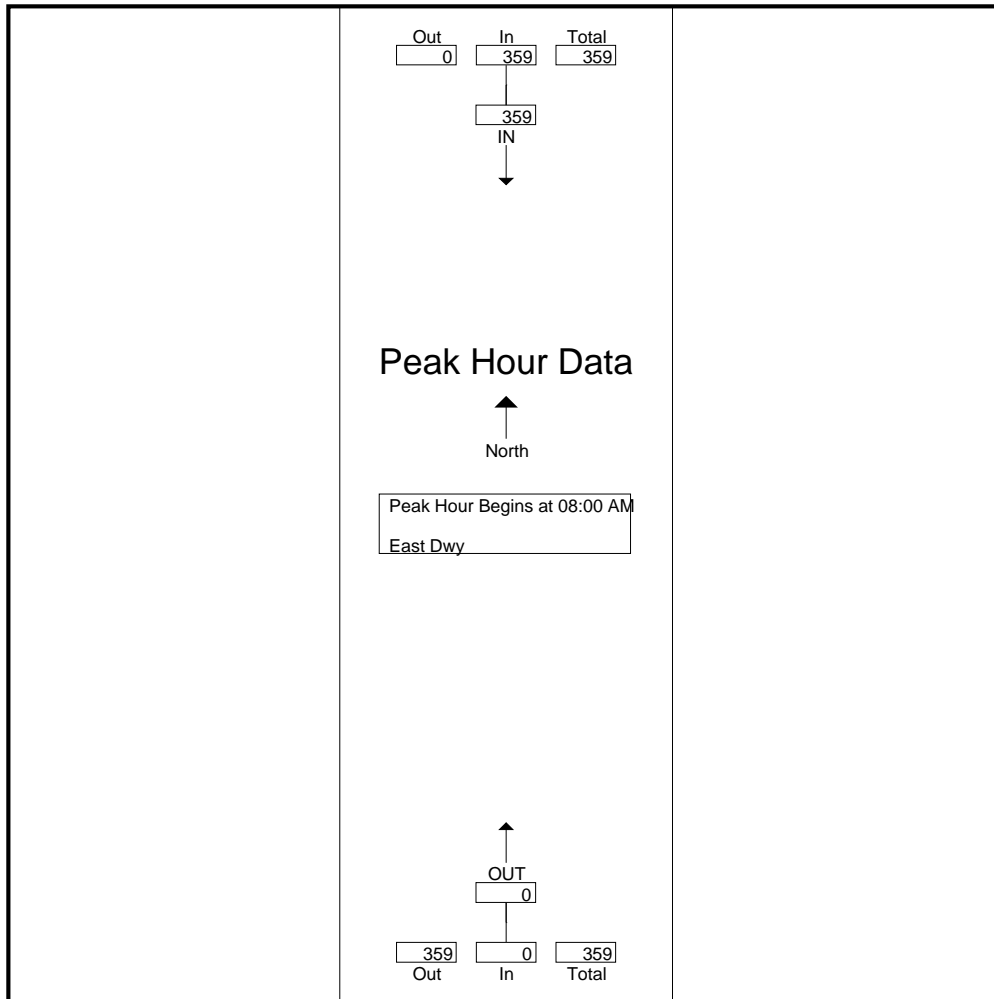 Out In Total
0 359 359
359
IN
Peak Hour Data
North
Peak Hour Begins at 08:00 AM
East Dwy
OUT
0
359 0 359
Out In Total